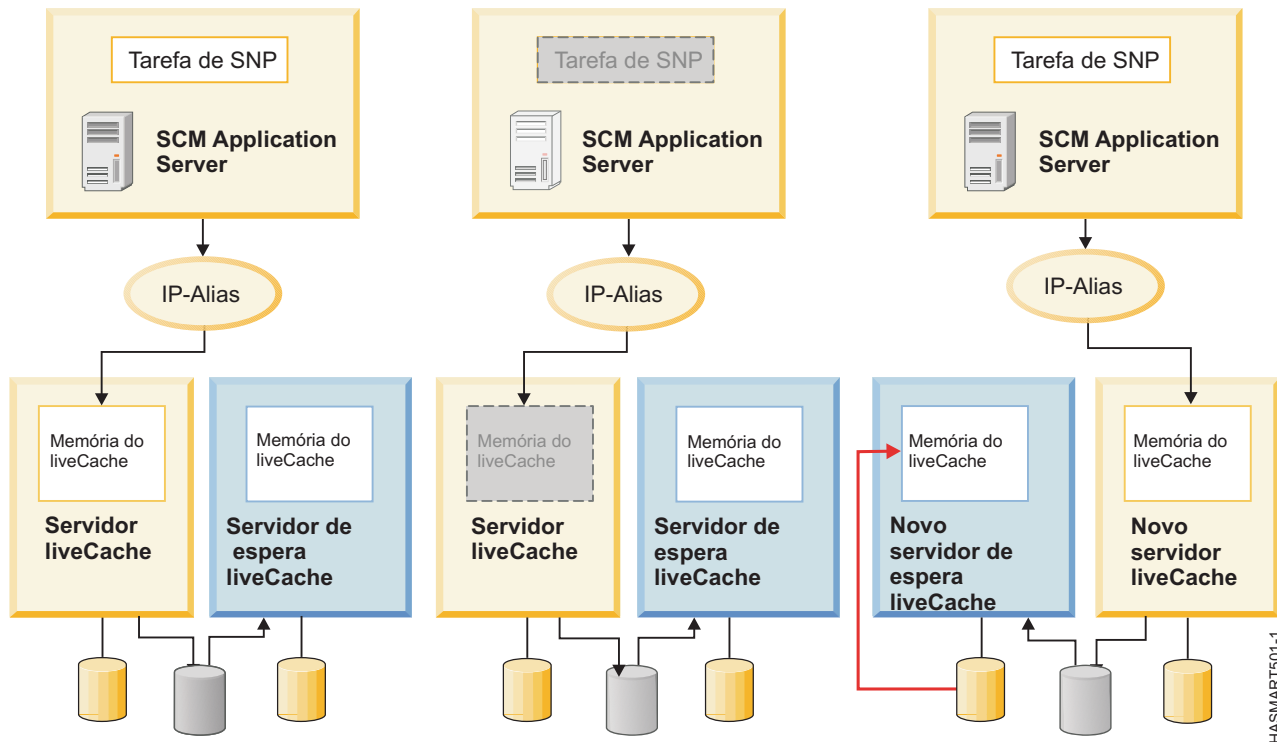 Tarefa de SNP
SCM Application
Server
IP-Alias
Memória do
liveCache
Servidor
liveCache
Memória do
liveCache
Servidor de
espera
liveCache
Tarefa de SNP
SCM Application
Server
IP-Alias
Memória do
liveCache
Servidor
liveCache
Memória do
liveCache
Servidor de
espera
liveCache
Tarefa de SNP
SCM Application
Server
IP-Alias
Memória do
liveCache
Novo
servidor de
espera
liveCache
Memória do
liveCache
Novo
servidor
liveCache
HASMART501-1